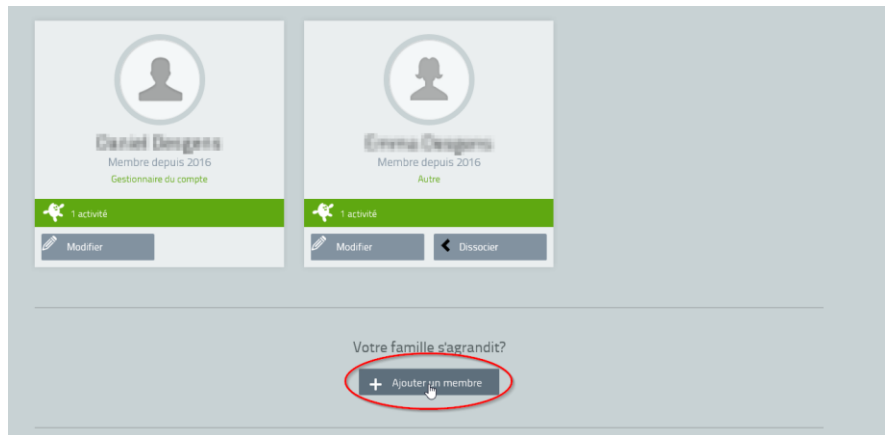 Membre depuis 2016
Gestionnaire du compte
1 activité
Modifier
Membre depuis 2016
Autre
1 activité
Modifier
Dissocier
Votre famille s'agrandit?
+ Ajouter un membre